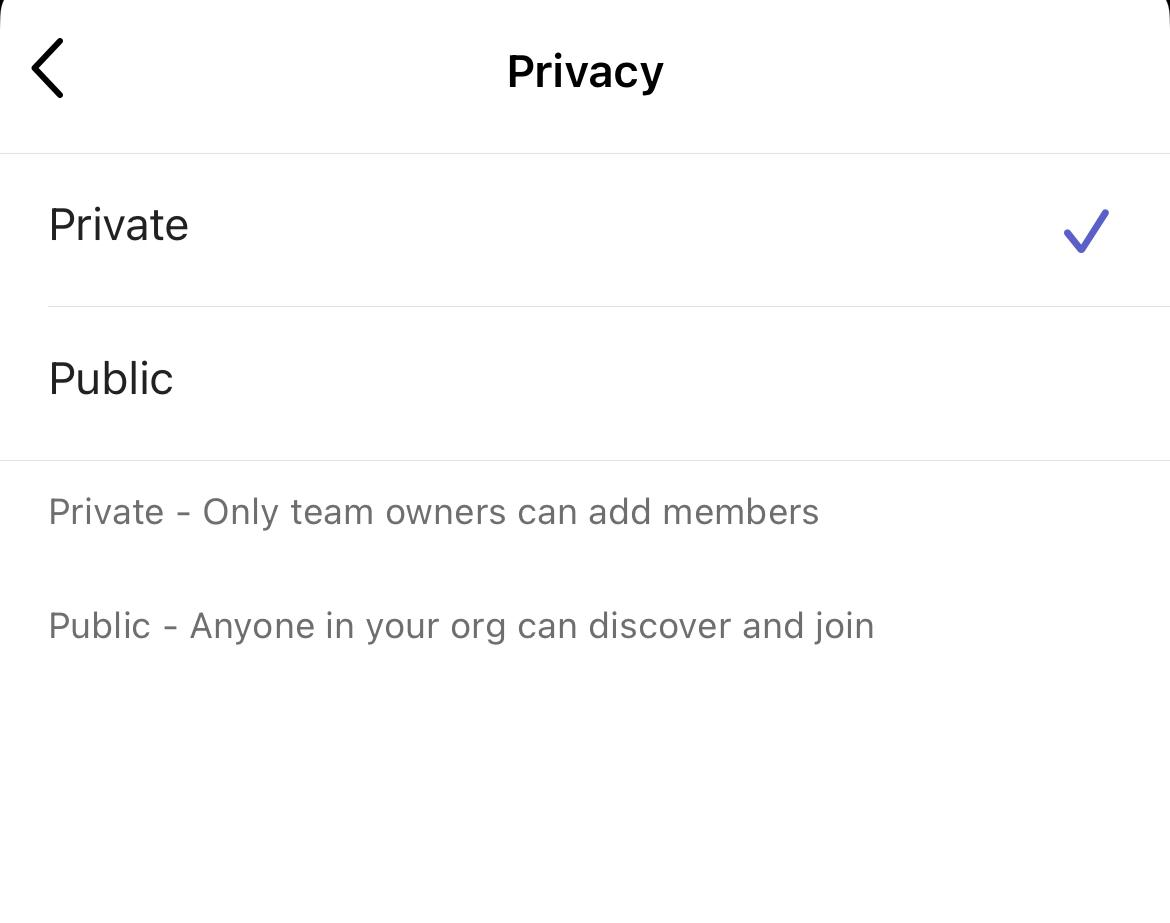 Privacy
Private
Public
Private - Only team owners can add members
Public - Anyone in your org can discover and join